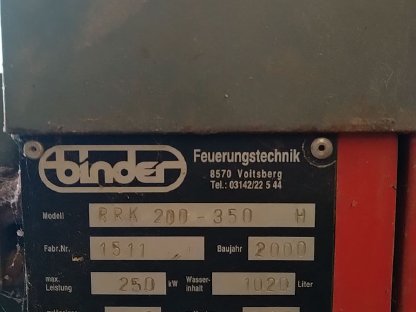 binder Feuerungstechnik
8570 Voitsberg
Tel.: 03142/22 5 44
Modell RRK 200-350 H
Fabr.Nr. 1511 Baujahr 2000
max. Leistung 250 kW Wasser- inhalt 1020 Liter